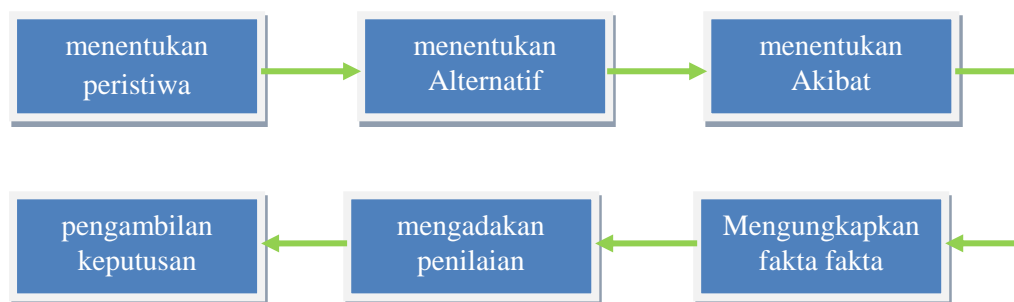 menentukan
peristiwa
menentukan
Alternatif
menentukan
Akibat
Mengungkapkan
fakta fakta
mengadakan
penilaian
pengambilan
keputusan